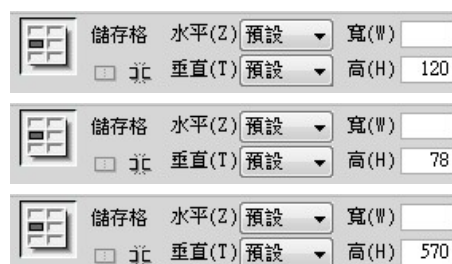 儲存格 水平(Z) 預設 寬(W)
垂直(T) 預設 高(H) 120
儲存格 水平(Z) 預設 寬(W)
垂直(T) 預設 高(H) 78
儲存格 水平(Z) 預設 寬(W)
垂直(T) 預設 高(H) 570